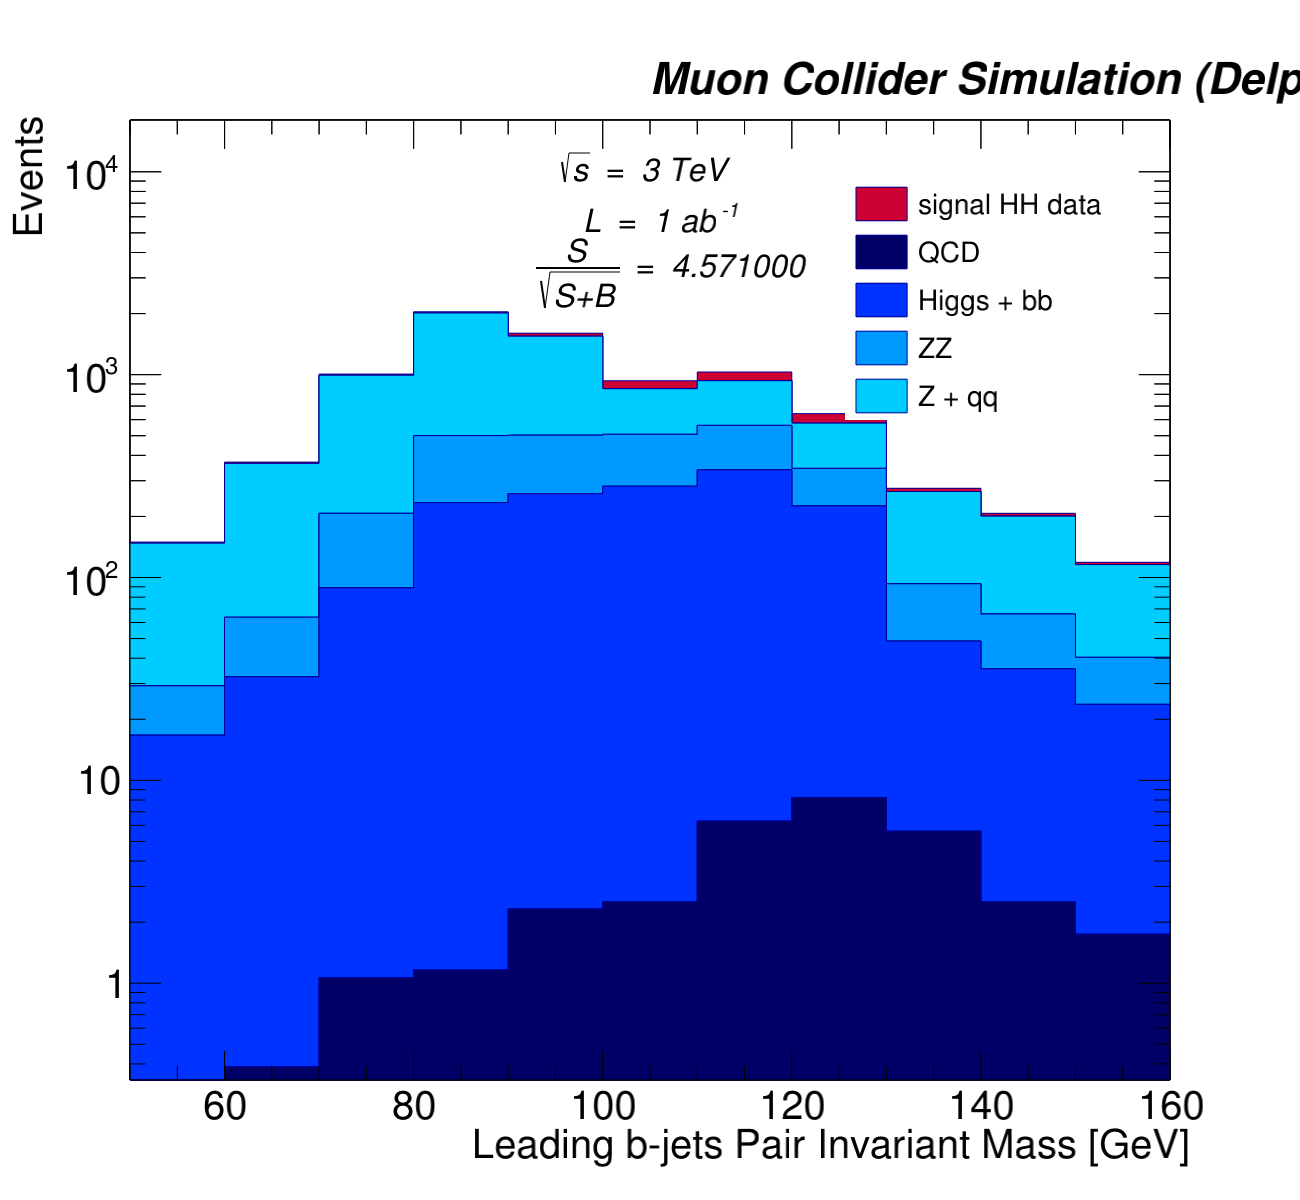 Muon Collider Simulation (Delp
Events
√s = 3 TeV
L = 1 ab⁻¹
S/√S+B = 4.571000
signal HH data
QCD
Higgs + bb
ZZ
Z + qq
10⁴
10³
10²
10
1
60 80 100 120 140 160
Leading b-jets Pair Invariant Mass [GeV]